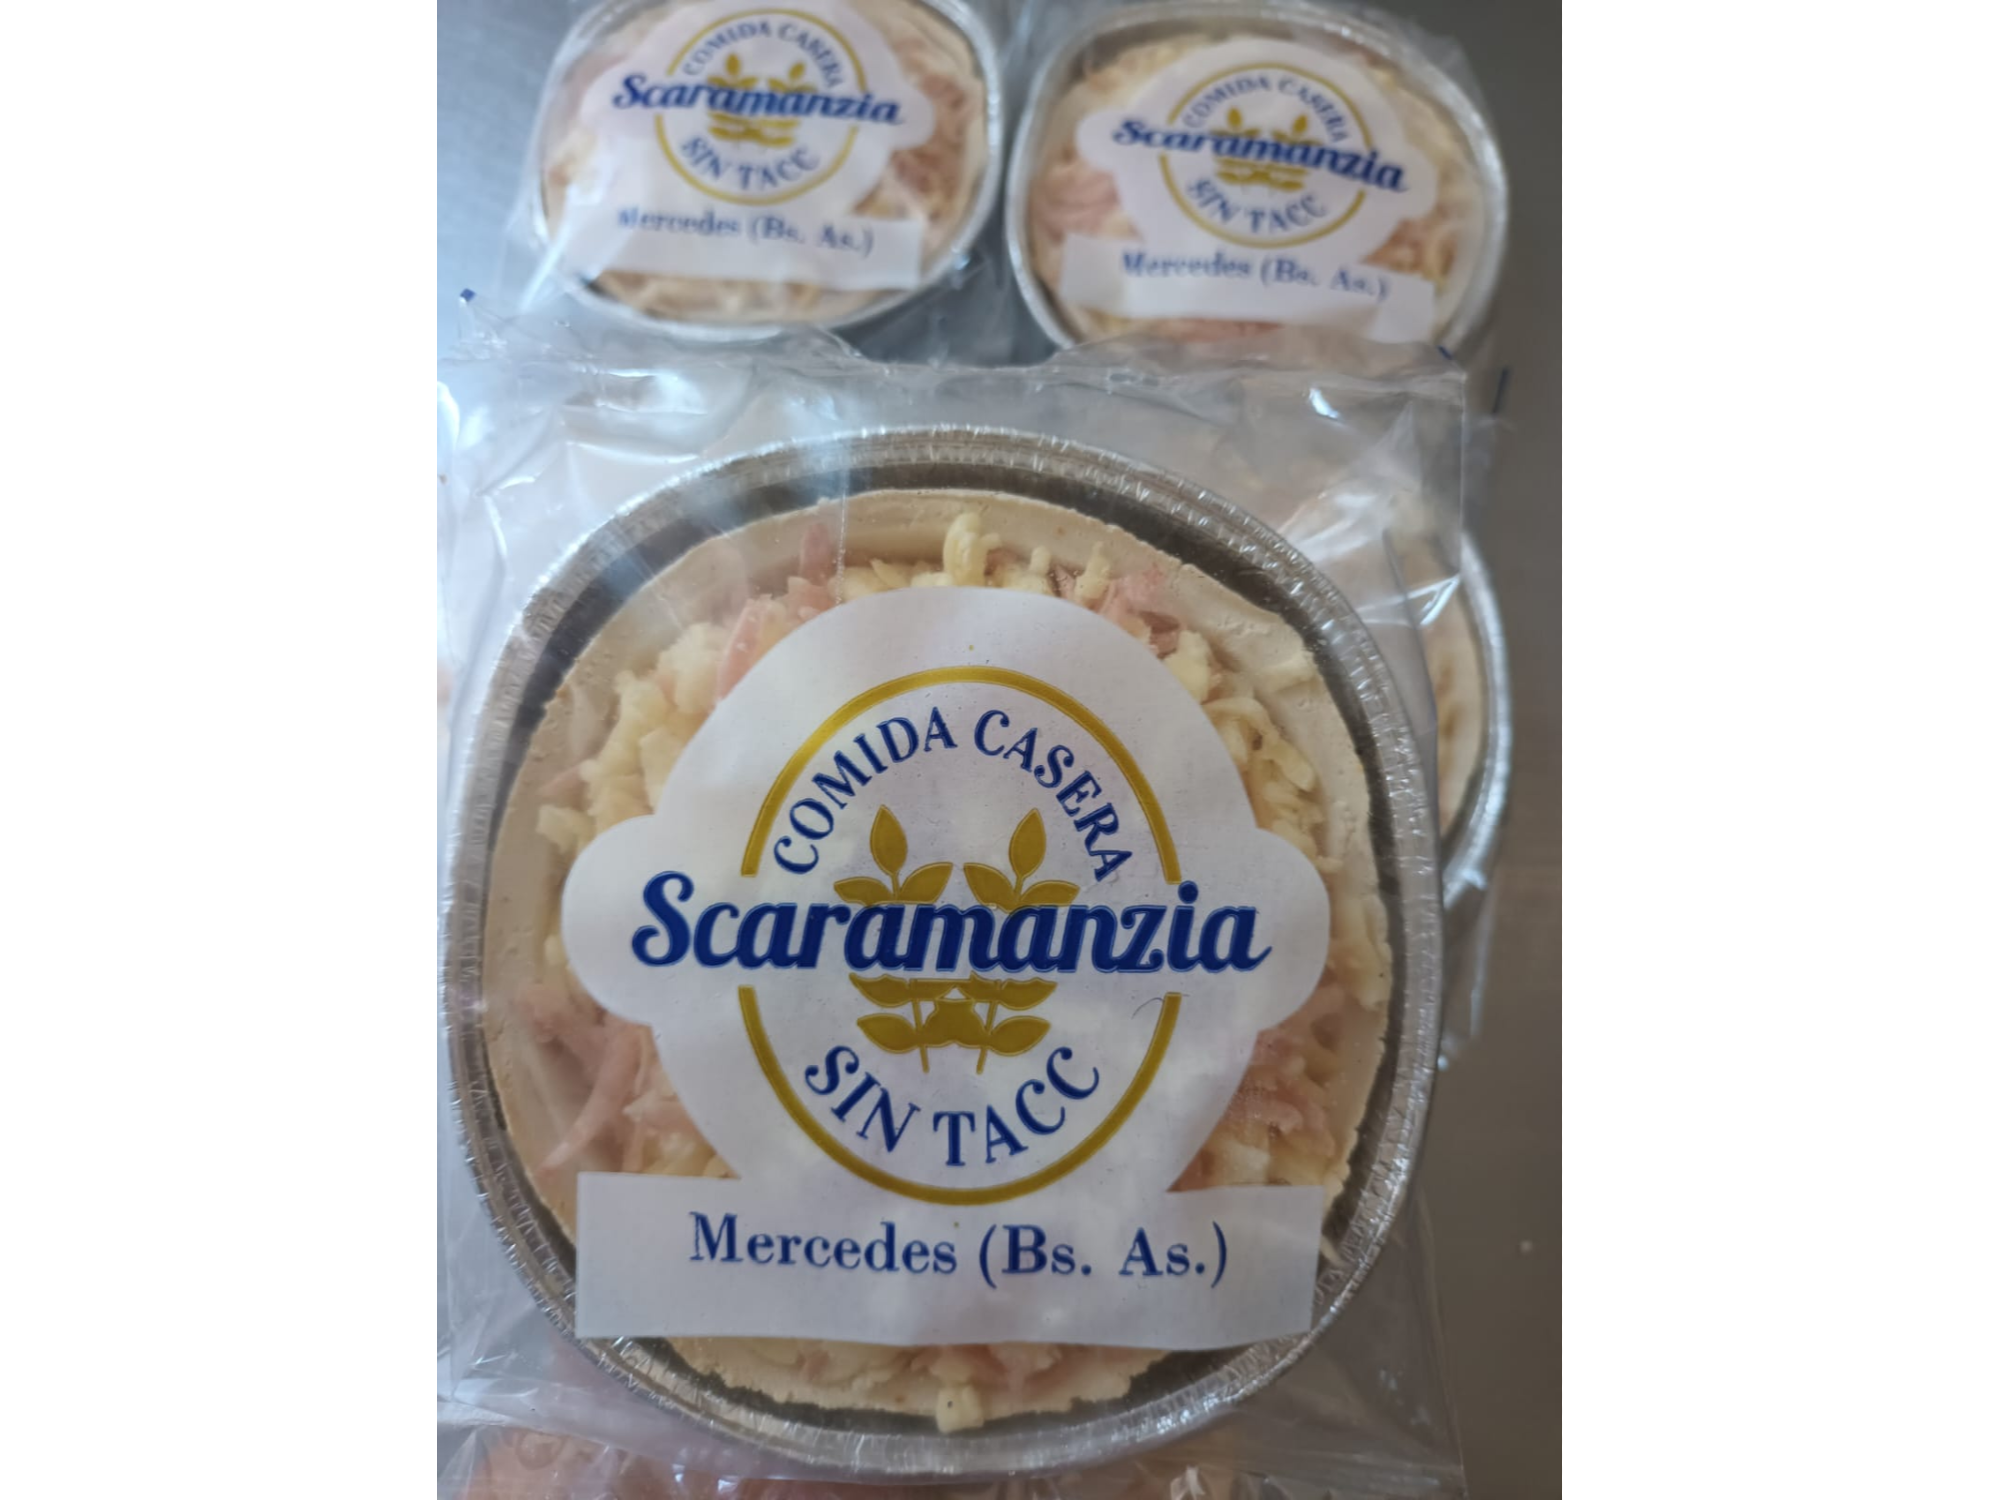 COMIDA CASERA
Scaramanzia
SIN TACC
Mercedes (Bs. As.)
COMIDA CASERA
Scaramanzia
SIN TACC
Mercedes (Bs. As.)
COMIDA CASERA
Scaramanzia
SIN TACC
Mercedes (Bs. As.)